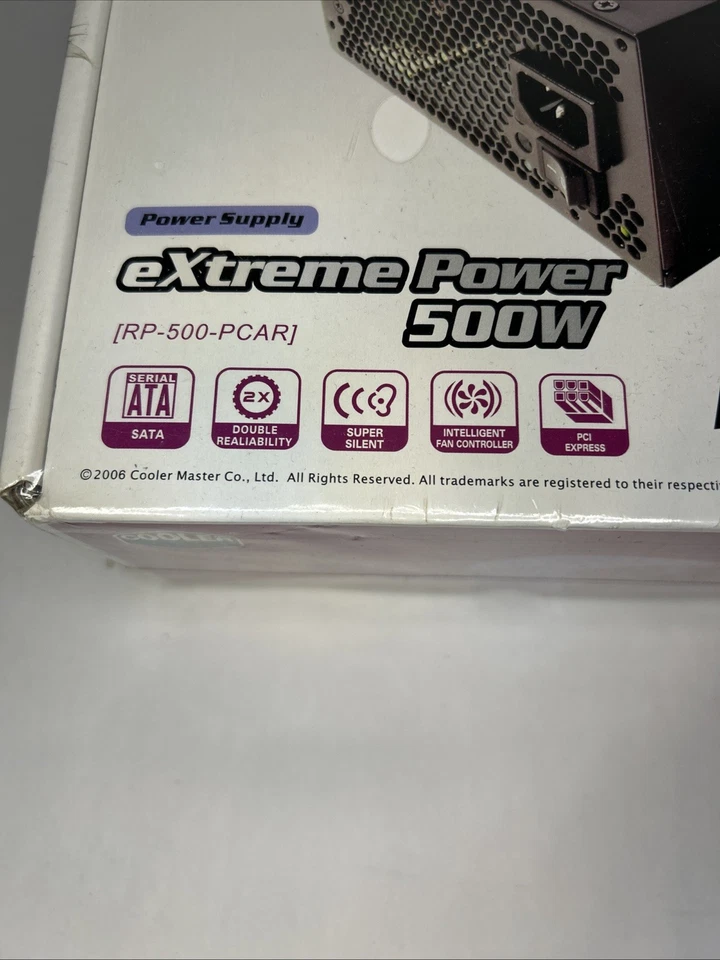 Power Supply
eXtreme Power
500W
[RP-500-PCAR]
SERIAL
ATA
SATA
2X
DOUBLE
REALIABILITY
SUPER
SILENT
INTELLIGENT
FAN CONTROLLER
PCI
EXPRESS
©2006 Cooler Master Co., Ltd. All Rights Reserved. All trademarks are registered to their respecti
COOLER